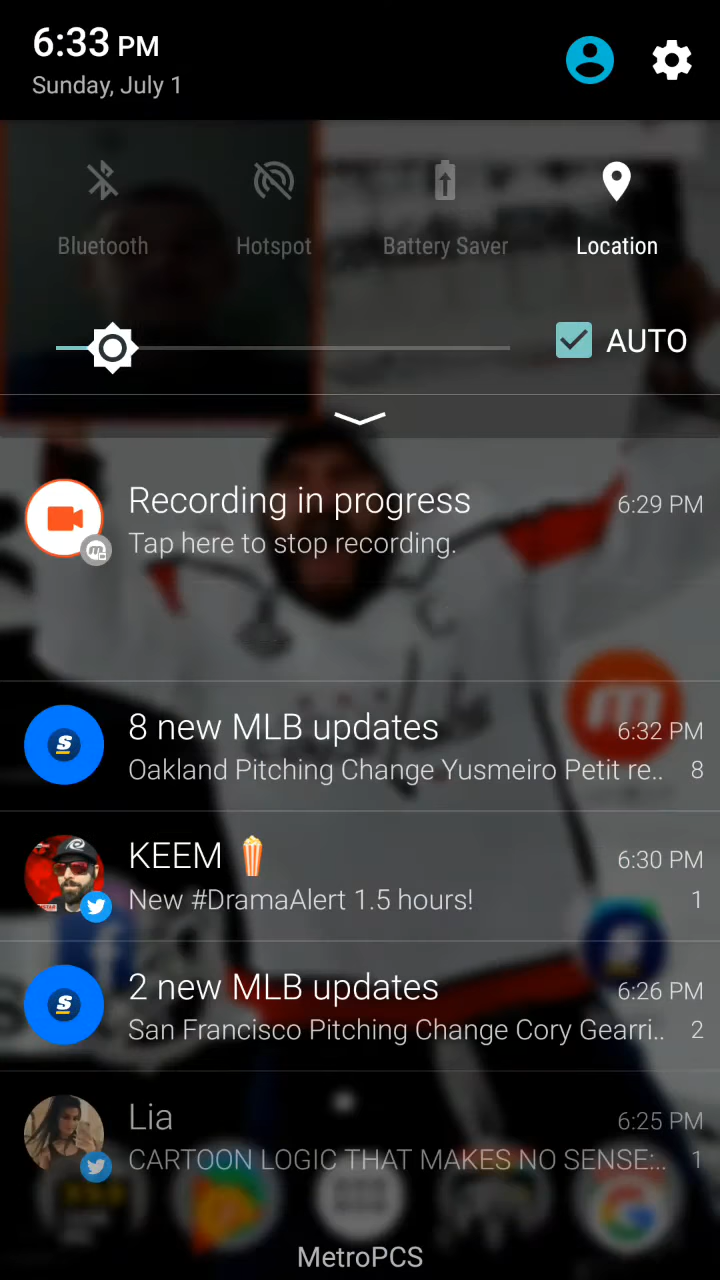 6:33 PM
Sunday, July 1
Bluetooth
Hotspot
Battery Saver
Location
AUTO
Recording in progress
6:29 PM
Tap here to stop recording.
8 new MLB updates
6:32 PM
Oakland Pitching Change Yusmeiro Petit re..
8
KEEM 🍿
6:30 PM
New #DramaAlert 1.5 hours!
1
2 new MLB updates
6:26 PM
San Francisco Pitching Change Cory Gearri..
2
Lia
6:25 PM
CARTOON LOGIC THAT MAKES NO SENSE:..
1
MetroPCS